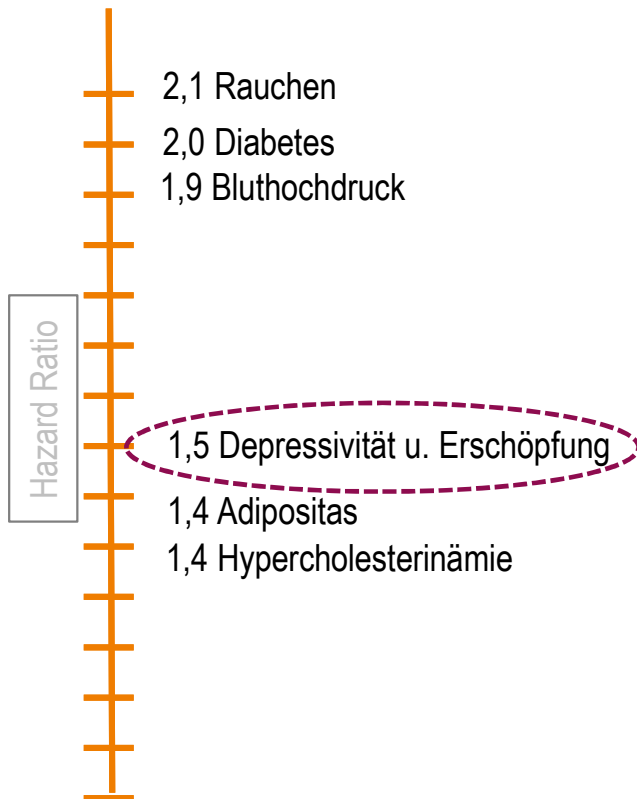 2,1 Rauchen
2,0 Diabetes
1,9 Bluthochdruck
Hazard Ratio
1,5 Depressivität u. Erschöpfung
1,4 Adipositas
1,4 Hypercholesterinämie